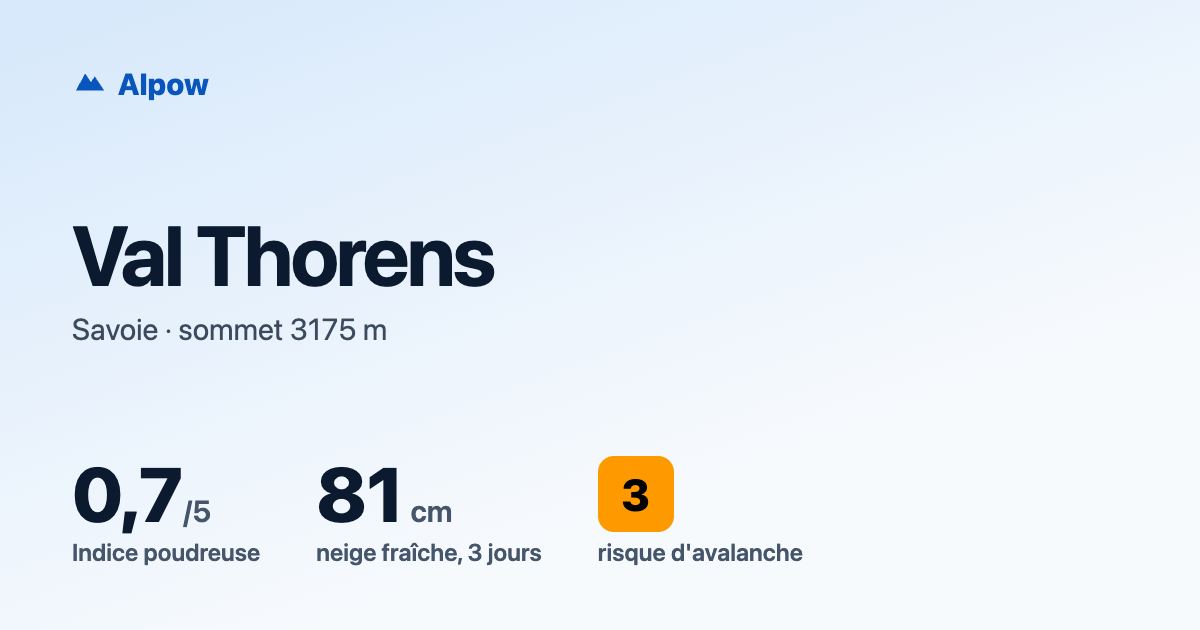 Alpow
Val Thorens
Savoie · sommet 3175 m
0,7/5
Indice poudreuse
81 cm
neige fraîche, 3 jours
3
risque d'avalanche